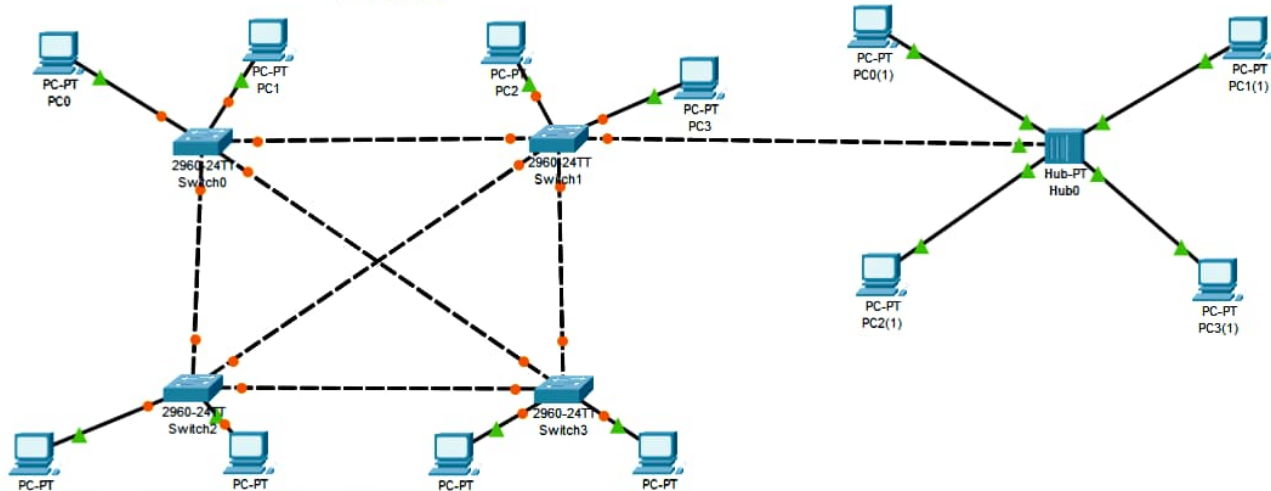 PC-PT
PC0
PC-PT
PC1
PC-PT
PC2
PC-PT
PC3
PC-PT
PC0(1)
PC-PT
PC1(1)
2960-24TT
Switch0
2960-24TT
Switch1
Hub-PT
Hub0
PC-PT
PC2(1)
PC-PT
PC3(1)
2960-24TT
Switch2
2960-24TT
Switch3
PC-PT
PC-PT
PC-PT
PC-PT